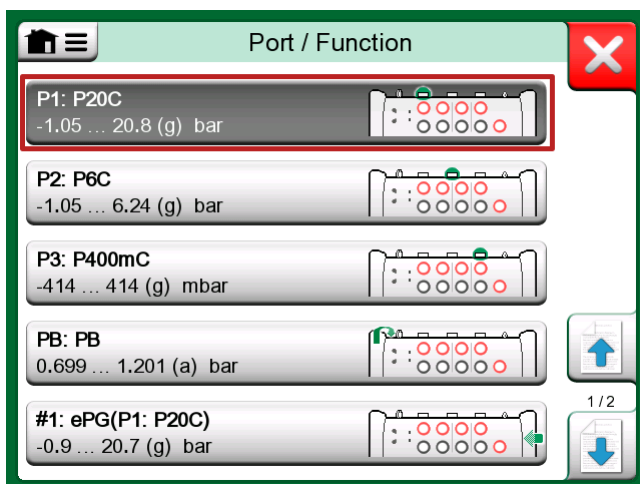 Port / Function
P1: P20C
-1.05 ... 20.8 (g) bar
P2: P6C
-1.05 ... 6.24 (g) bar
P3: P400mC
-414 ... 414 (g) mbar
PB: PB
0.699 ... 1.201 (a) bar
1 / 2
#1: ePG(P1: P20C)
-0.9 ... 20.7 (g) bar